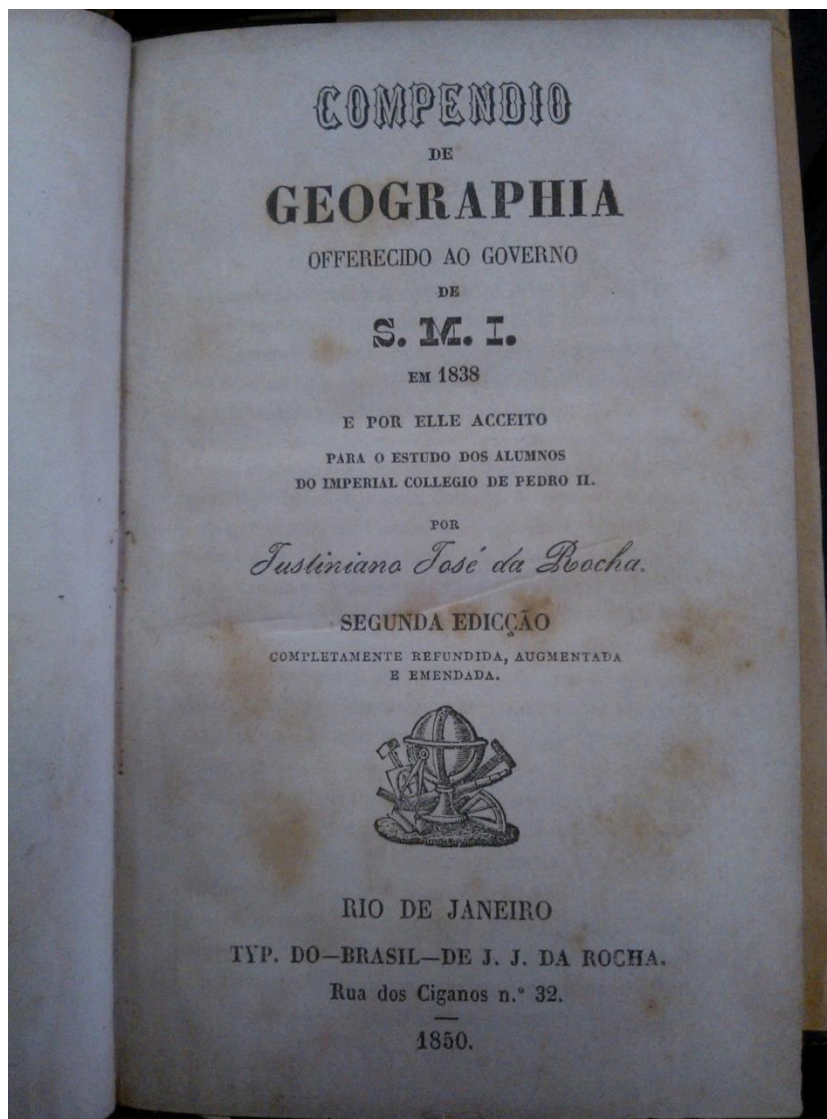 COMPENDIO
DE
GEOGRAPHIA
OFFERECIDO AO GOVERNO
DE
S. M. I.
EM 1838
E POR ELLE ACCEITO
PARA O ESTUDO DOS ALUMNOS
DO IMPERIAL COLLEGIO DE PEDRO II.
POR
Justiniano José da Rocha.
SEGUNDA EDICÇÃO
COMPLETAMENTE REFUNDIDA, AUGMENTADA
E EMENDADA.
RIO DE JANEIRO
TYP. DO—BRASIL—DE J. J. DA ROCHA.
Rua dos Ciganos n.º 32.
1850.